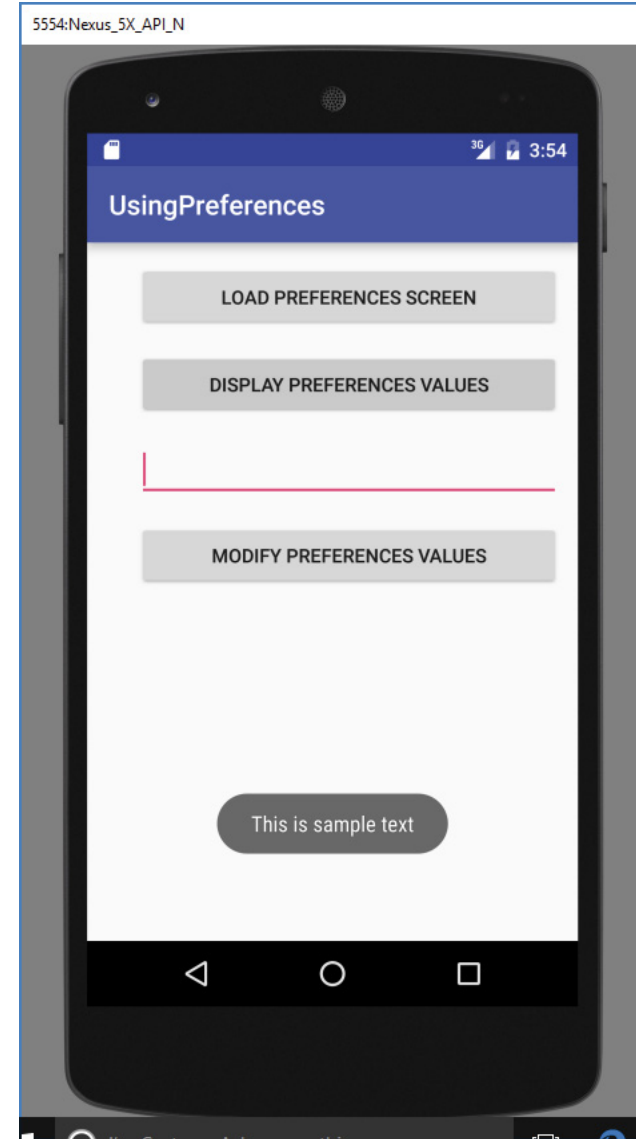 5554:Nexus_5X_API_N
3G 3:54
UsingPreferences
LOAD PREFERENCES SCREEN
DISPLAY PREFERENCES VALUES
MODIFY PREFERENCES VALUES
This is sample text